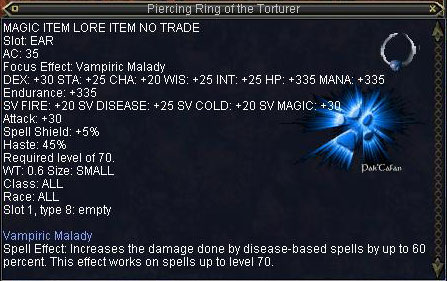 Piercing Ring of the Torturer
MAGIC ITEM LORE ITEM NO TRADE
Slot: EAR
AC: 35
Focus Effect: Vampiric Malady
DEX: +30 STA: +25 CHA: +20 WIS: +25 INT: +25 HP: +335 MANA: +335
Endurance: +335
SV FIRE: +20 SV DISEASE: +25 SV COLD: +20 SV MAGIC: +30
Attack: +30
Spell Shield: +5%
Haste: 45%
Required level of 70.
WT: 0.6 Size: SMALL
Class: ALL
Race: ALL
Slot 1, type 8: empty
Pah'Cafan
Vampiric Malady
Spell Effect: Increases the damage done by disease-based spells by up to 60
percent. This effect works on spells up to level 70.